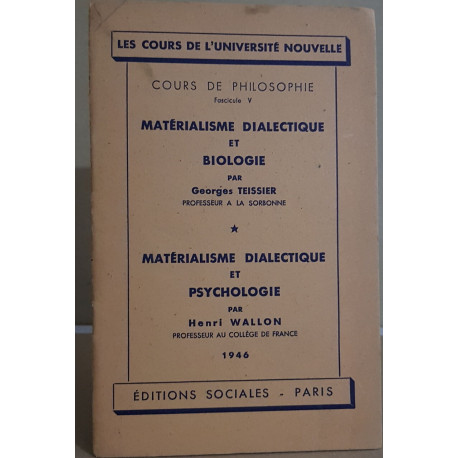 LES COURS DE L'UNIVERSITÉ NOUVELLE
COURS DE PHILOSOPHIE
Fascicule V
MATÉRIALISME DIALECTIQUE
ET
BIOLOGIE
PAR
Georges TEISSIER
PROFESSEUR A LA SORBONNE
MATÉRIALISME DIALECTIQUE
ET
PSYCHOLOGIE
PAR
Henri WALLON
PROFESSEUR AU COLLÈGE DE FRANCE
1946
ÉDITIONS SOCIALES - PARIS